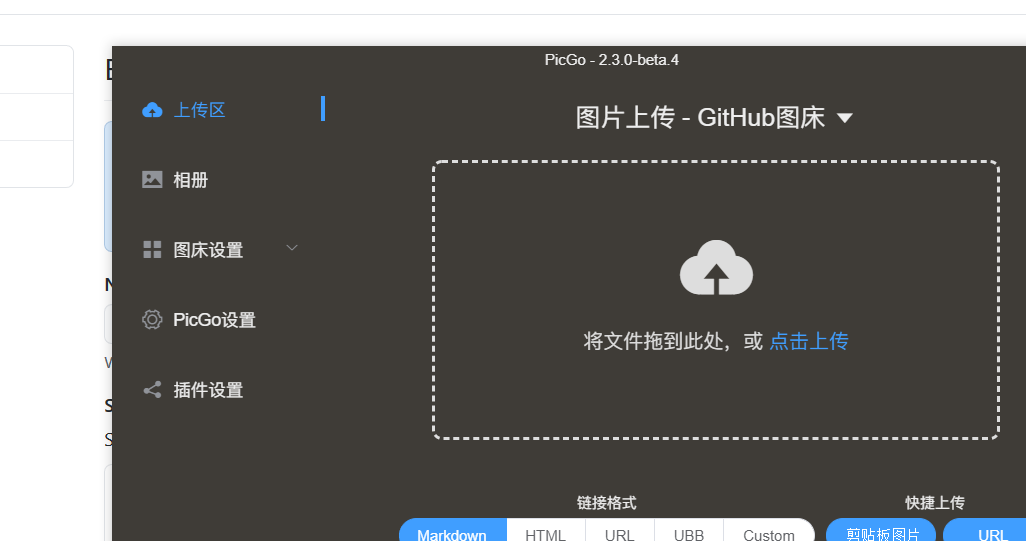 PicGo - 2.3.0-beta.4
上传区
图片上传 - GitHub图床
相册
图床设置
PicGo设置
插件设置
将文件拖到此处，或 点击上传
链接格式
快捷上传
Markdown HTML URL UBB Custom
剪贴板图片 URL